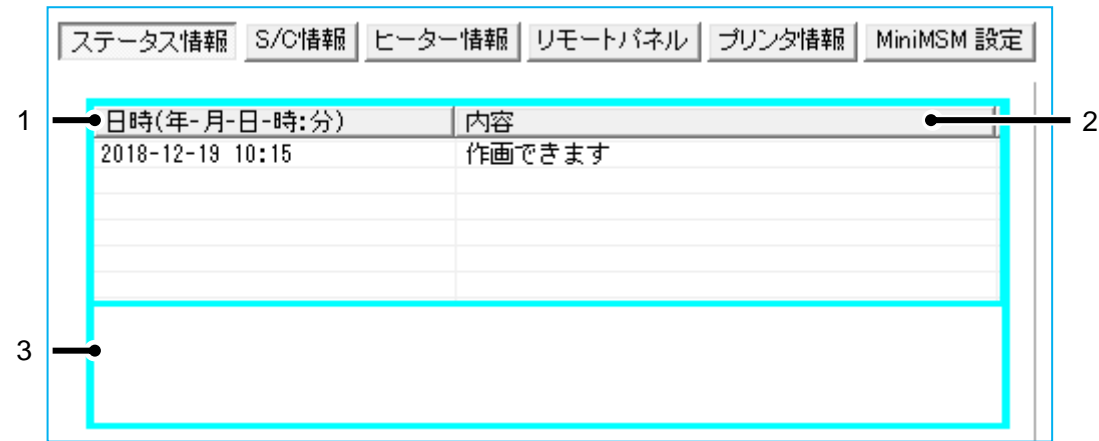 ステータス情報 S/C情報 ヒーター情報 リモートパネル プリンタ情報 MiniMSM 設定
1 日時(年-月-日-時:分) 内容 2
2018-12-19 10:15 作画できます
3